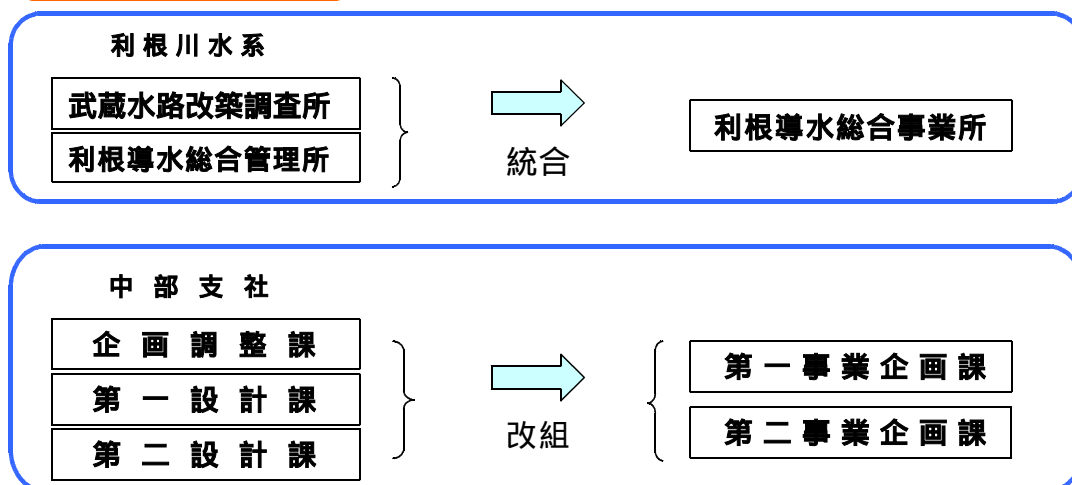 利根川水系
武蔵水路改築調査所
利根導水総合管理所
統合
利根導水総合事業所
中部支社
企画調整課
第一設計課
第二設計課
改組
第一事業企画課
第二事業企画課